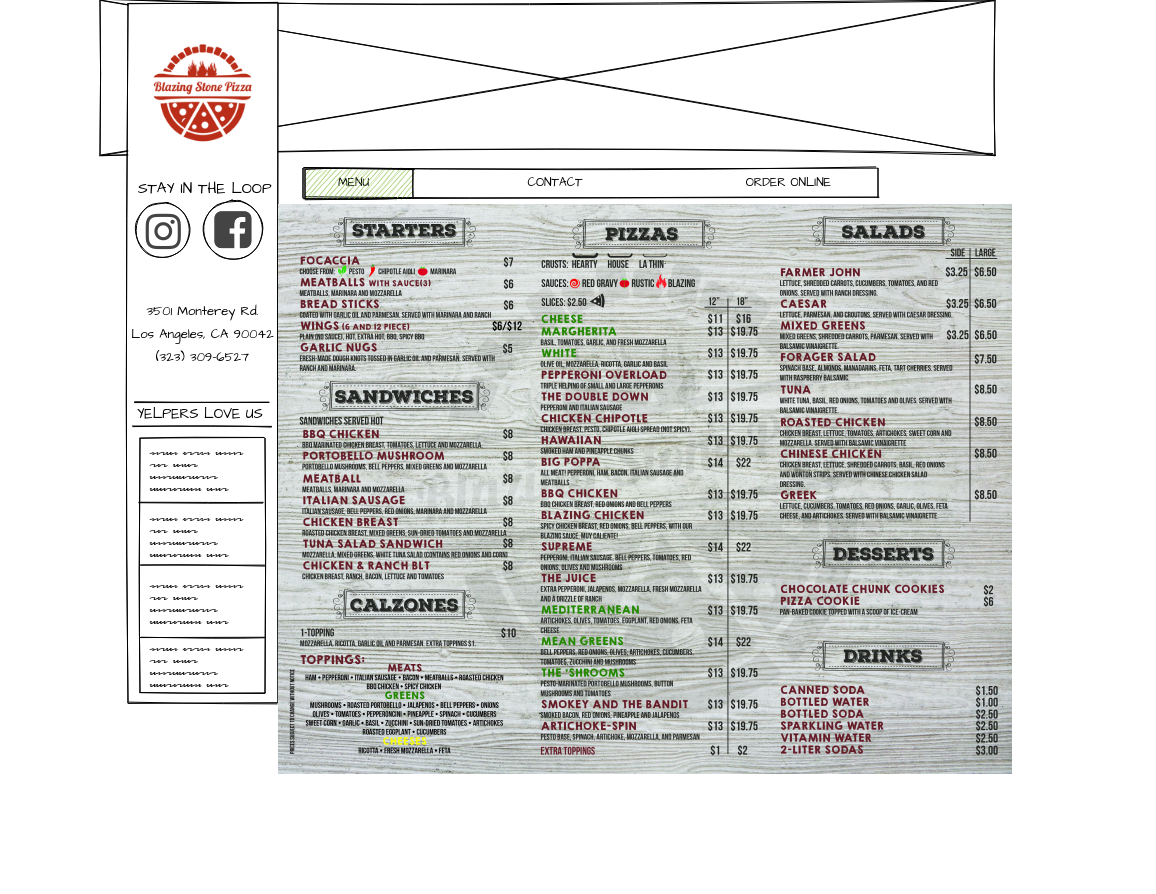 Blazing Stone Pizza
STAY IN THE LOOP
3501 Monterey Rd.
Los Angeles, CA 90042
(323) 309-6527
YELPERS LOVE US
MENU
CONTACT
ORDER ONLINE
STARTERS
FOCACCIA $7
CHOOSE FROM: PESTO CHIPOTLE AIOLI MARINARA
MEATBALLS WITH SAUCE(3) $6
MEATBALLS, MARINARA AND MOZZARELLA
BREAD STICKS $6
COATED WITH GARLIC OIL AND PARMESAN. SERVED WITH MARINARA AND RANCH
WINGS (6 AND 12 PIECE) $6/$12
PLAIN (NO SAUCE), HOT, EXTRA HOT, BBQ, SPICY BBQ
GARLIC NUGS $5
FRESH-MADE DOUGH KNOTS TOSSED IN GARLIC OIL AND PARMESAN. SERVED WITH
RANCH AND MARINARA.
SANDWICHES
SANDWICHES SERVED HOT
BBQ CHICKEN $8
BBQ MARINATED CHICKEN BREAST, TOMATOES, LETTUCE AND MOZZARELLA
PORTOBELLO MUSHROOM $8
PORTOBELLO MUSHROOMS, BELL PEPPERS, MIXED GREENS AND MOZZARELLA
MEATBALL $8
MEATBALLS, MARINARA AND MOZZARELLA
ITALIAN SAUSAGE $8
ITALIAN SAUSAGE, BELL PEPPERS, RED ONIONS, MARINARA AND MOZZARELLA
CHICKEN BREAST $8
ROASTED CHICKEN BREAST, MIXED GREENS, SUN-DRIED TOMATOES AND MOZZARELLA
TUNA SALAD SANDWICH $8
MOZZARELLA, MIXED GREENS, WHITE TUNA SALAD (CONTAINS RED ONIONS AND CORN)
CHICKEN & RANCH BLT $8
CHICKEN BREAST, RANCH, BACON, LETTUCE AND TOMATOES
CALZONES
1-TOPPING $10
MOZZARELLA, RICOTTA, GARLIC OIL AND PARMESAN. EXTRA TOPPINGS $1.
TOPPINGS:
MEATS
HAM • PEPPERONI • ITALIAN SAUSAGE • BACON • MEATBALLS • ROASTED CHICKEN
BBQ CHICKEN • SPICY CHICKEN
GREENS
MUSHROOMS • ROASTED PORTOBELLO • JALAPENOS • BELL PEPPERS • ONIONS
OLIVES • TOMATOES • PEPPERONCINI • PINEAPPLE • SPINACH • CUCUMBERS
SWEET CORN • GARLIC • BASIL • ZUCCHINI • SUN-DRIED TOMATOES • ARTICHOKES
ROASTED EGGPLANT • CUCUMBERS
CHEESES
RICOTTA • FRESH MOZZARELLA • FETA
PRICES SUBJECT TO CHANGE WITHOUT NOTICE
PIZZAS
CRUSTS: HEARTY HOUSE LA THIN
SAUCES: RED GRAVY RUSTIC BLAZING
SLICES: $2.50 12" 18"
CHEESE $11 $16
MARGHERITA $13 $19.75
BASIL, TOMATOES, GARLIC, AND FRESH MOZZARELLA
WHITE $13 $19.75
OLIVE OIL, MOZZARELLA, RICOTTA, GARLIC AND BASIL
PEPPERONI OVERLOAD $13 $19.75
TRIPLE HELPING OF SMALL AND LARGE PEPPERONIS
THE DOUBLE DOWN $13 $19.75
PEPPERONI AND ITALIAN SAUSAGE
CHICKEN CHIPOTLE $13 $19.75
CHICKEN BREAST, PESTO, CHIPOTLE AIOLI SPREAD (NOT SPICY).
HAWAIIAN $13 $19.75
SMOKED HAM AND PINEAPPLE CHUNKS
BIG POPPA $14 $22
ALL MEAT! PEPPERONI, HAM, BACON, ITALIAN SAUSAGE AND
MEATBALLS
BBQ CHICKEN $13 $19.75
BBQ CHICKEN BREAST, RED ONIONS AND BELL PEPPERS
BLAZING CHICKEN $13 $19.75
SPICY CHICKEN BREAST, RED ONIONS, BELL PEPPERS, WITH OUR
BLAZING SAUCE. MUY CALIENTE!
SUPREME $14 $22
PEPPERONI, ITALIAN SAUSAGE, BELL PEPPERS, TOMATOES, RED
ONIONS, OLIVES AND MUSHROOMS
THE JUICE $13 $19.75
EXTRA PEPPERONI, JALAPENOS, MOZZARELLA, FRESH MOZZARELLA
AND A DRIZZLE OF RANCH
MEDITERRANEAN $13 $19.75
ARTICHOKES, OLIVES, TOMATOES, EGGPLANT, RED ONIONS, FETA
CHEESE
MEAN GREENS $14 $22
BELL PEPPERS, RED ONIONS, OLIVES, ARTICHOKES, CUCUMBERS,
TOMATOES, ZUCCHINI AND MUSHROOMS
THE 'SHROOMS $13 $19.75
PESTO-MARINATED PORTOBELLO MUSHROOMS, BUTTON
MUSHROOMS AND TOMATOES
SMOKEY AND THE BANDIT $13 $19.75
SMOKED BACON, RED ONIONS, PINEAPPLE AND JALAPENOS
ARTICHOKE-SPIN $13 $19.75
PESTO BASE, SPINACH, ARTICHOKE, MOZZARELLA, AND PARMESAN
EXTRA TOPPINGS $1 $2
SALADS
SIDE LARGE
FARMER JOHN $3.25 $6.50
LETTUCE, SHREDDED CARROTS, CUCUMBERS, TOMATOES, AND RED
ONIONS. SERVED WITH RANCH DRESSING.
CAESAR $3.25 $6.50
LETTUCE, PARMESAN, AND CROUTONS. SERVED WITH CAESAR DRESSING.
MIXED GREENS $3.25 $6.50
MIXED GREENS, SHREDDED CARROTS, PARMESAN. SERVED WITH
BALSAMIC VINAIGRETTE.
FORAGER SALAD $7.50
SPINACH BASE, ALMONDS, MANADARINS, FETA, TART CHERRIES, SERVED
WITH RASPBERRY BALSAMIC.
TUNA $8.50
WHITE TUNA, BASIL, RED ONIONS, TOMATOES AND OLIVES. SERVED WITH
BALSAMIC VINAIGRETTE.
ROASTED CHICKEN $8.50
CHICKEN BREAST, LETTUCE, TOMATOES, ARTICHOKES, SWEET CORN AND
MOZZARELLA. SERVED WITH BALSAMIC VINAIGRETTE
CHINESE CHICKEN $8.50
CHICKEN BREAST, LETTUCE, SHREDDED CARROTS, BASIL, RED ONIONS
AND WONTON STRIPS. SERVED WITH CHINESE CHICKEN SALAD
DRESSING.
GREEK $8.50
LETTUCE, CUCUMBERS, TOMATOES, RED ONIONS, GARLIC, OLIVES, FETA
CHEESE, AND ARTICHOKES. SERVED WITH BALSAMIC VINAIGRETTE
DESSERTS
CHOCOLATE CHUNK COOKIES $2
PIZZA COOKIE $6
PAN-BAKED COOKIE TOPPED WITH A SCOOP OF ICE-CREAM
DRINKS
CANNED SODA $1.50
BOTTLED WATER $1.00
BOTTLED SODA $2.50
SPARKLING WATER $2.50
VITAMIN WATER $2.50
2-LITER SODAS $3.00